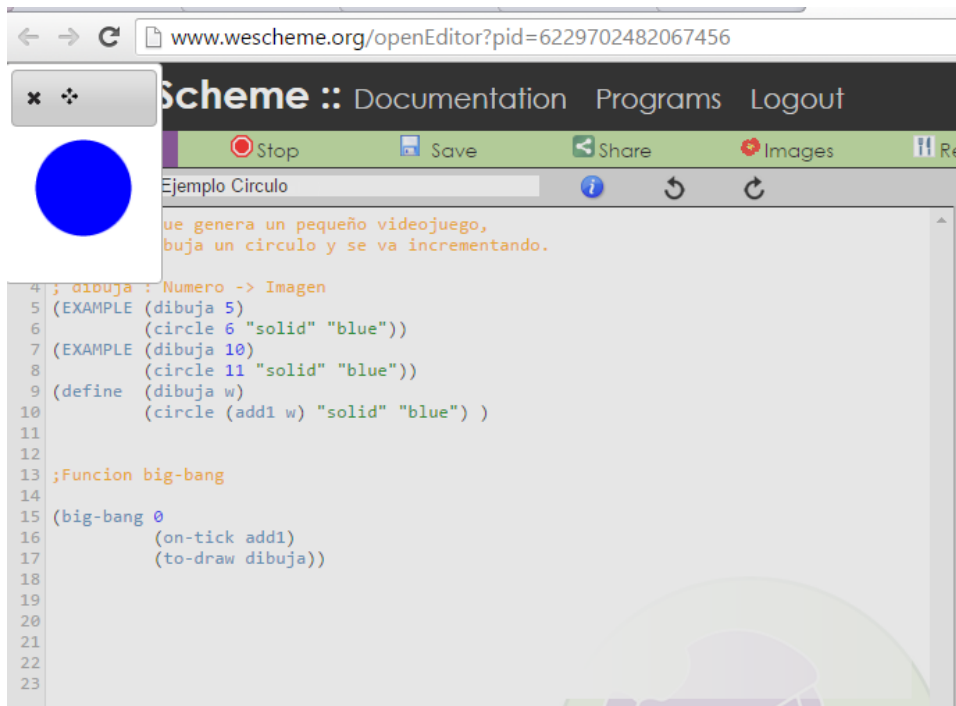 www.wescheme.org/openEditor?pid=6229702482067456
Scheme :: Documentation Programs Logout
Stop Save Share Images Re
Ejemplo Circulo
ue genera un pequeño videojuego,
buja un circulo y se va incrementando.
4 ; dibuja : Numero -> Imagen
5 (EXAMPLE (dibuja 5)
6 (circle 6 "solid" "blue"))
7 (EXAMPLE (dibuja 10)
8 (circle 11 "solid" "blue"))
9 (define (dibuja w)
10 (circle (add1 w) "solid" "blue") )
11
12
13 ;Funcion big-bang
14
15 (big-bang 0
16 (on-tick add1)
17 (to-draw dibuja))
18
19
20
21
22
23